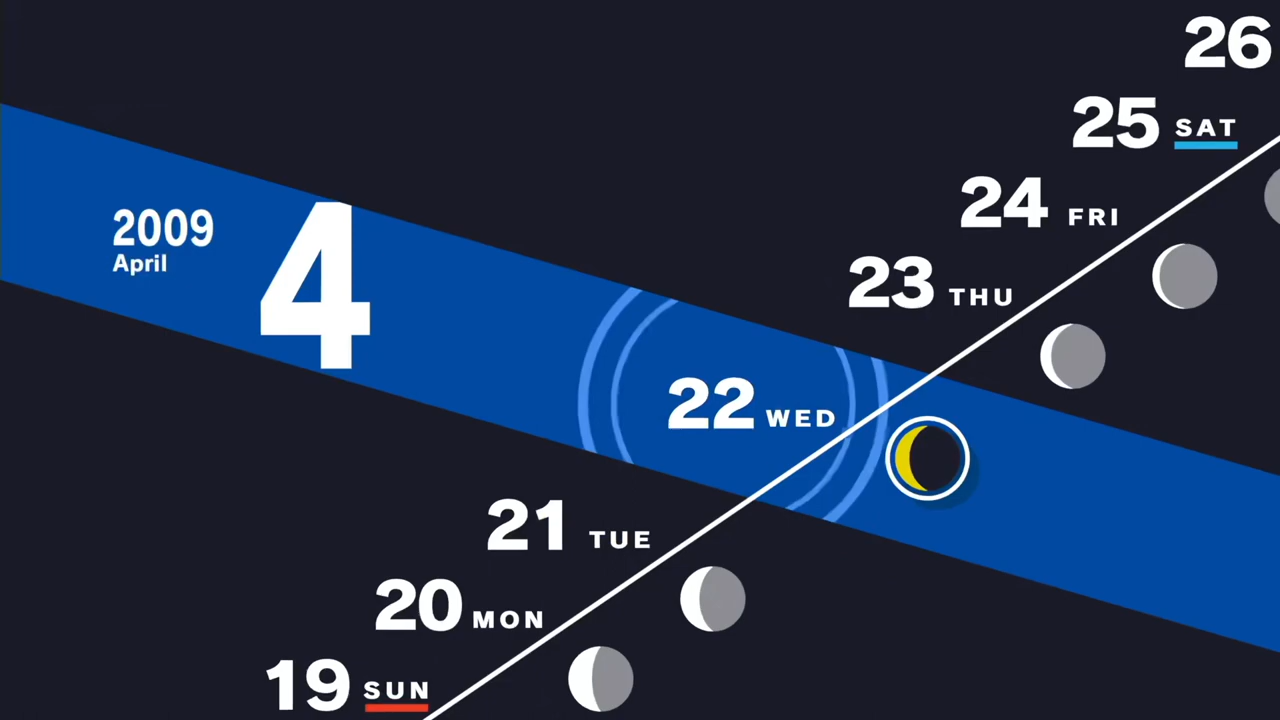 26
25 SAT
24 FRI
2009
April
4
23 THU
22 WED
21 TUE
20 MON
19 SUN